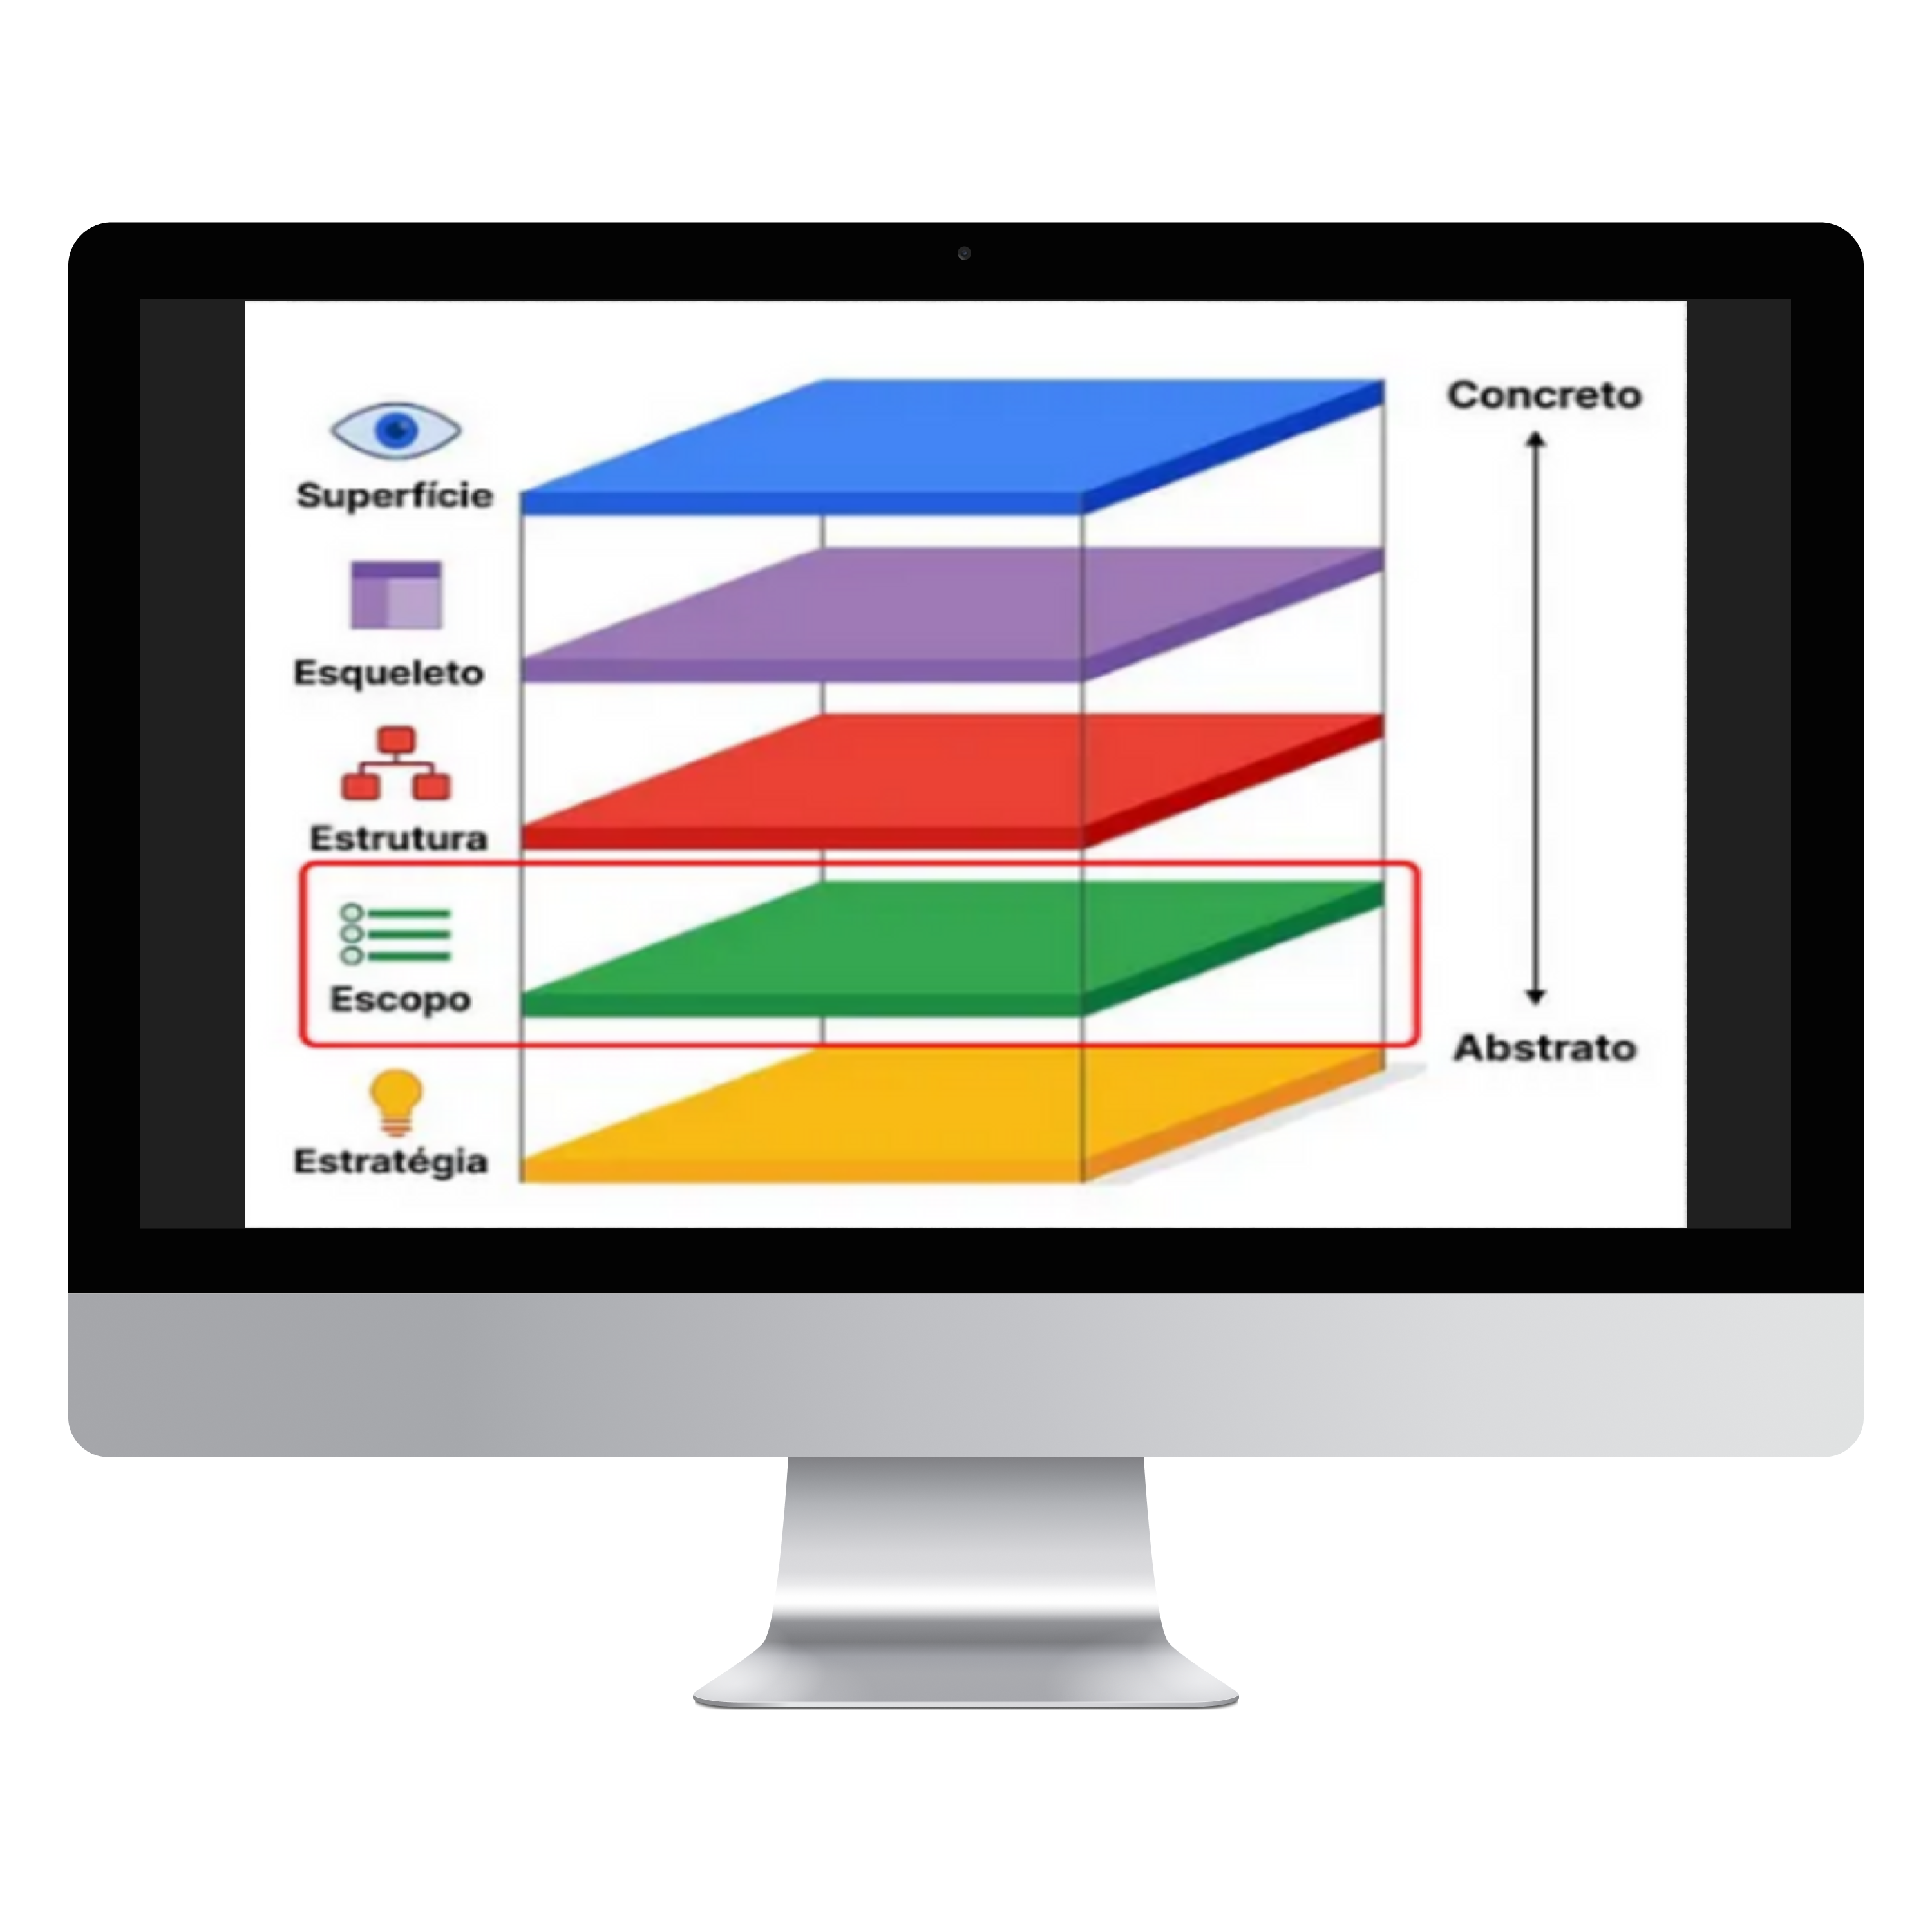 Concreto
Superfície
Esqueleto
Estrutura
Escopo
Abstrato
Estratégia